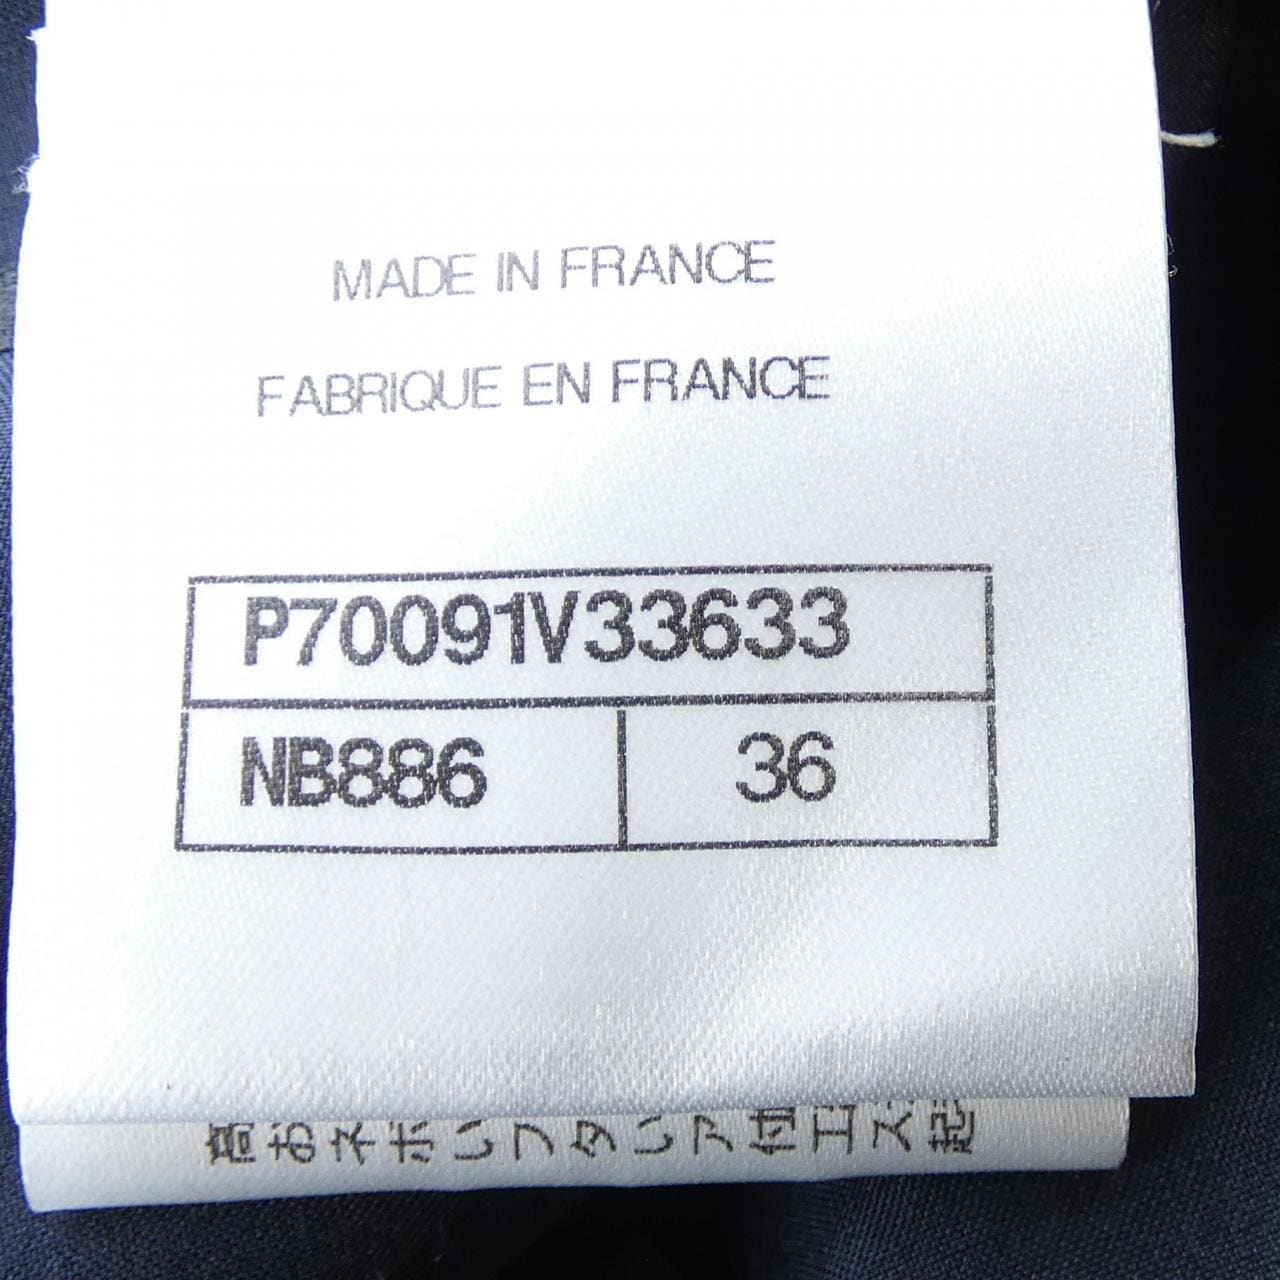 MADE IN FRANCE
FABRIQUE EN FRANCE
P70091V33633
NB886 36